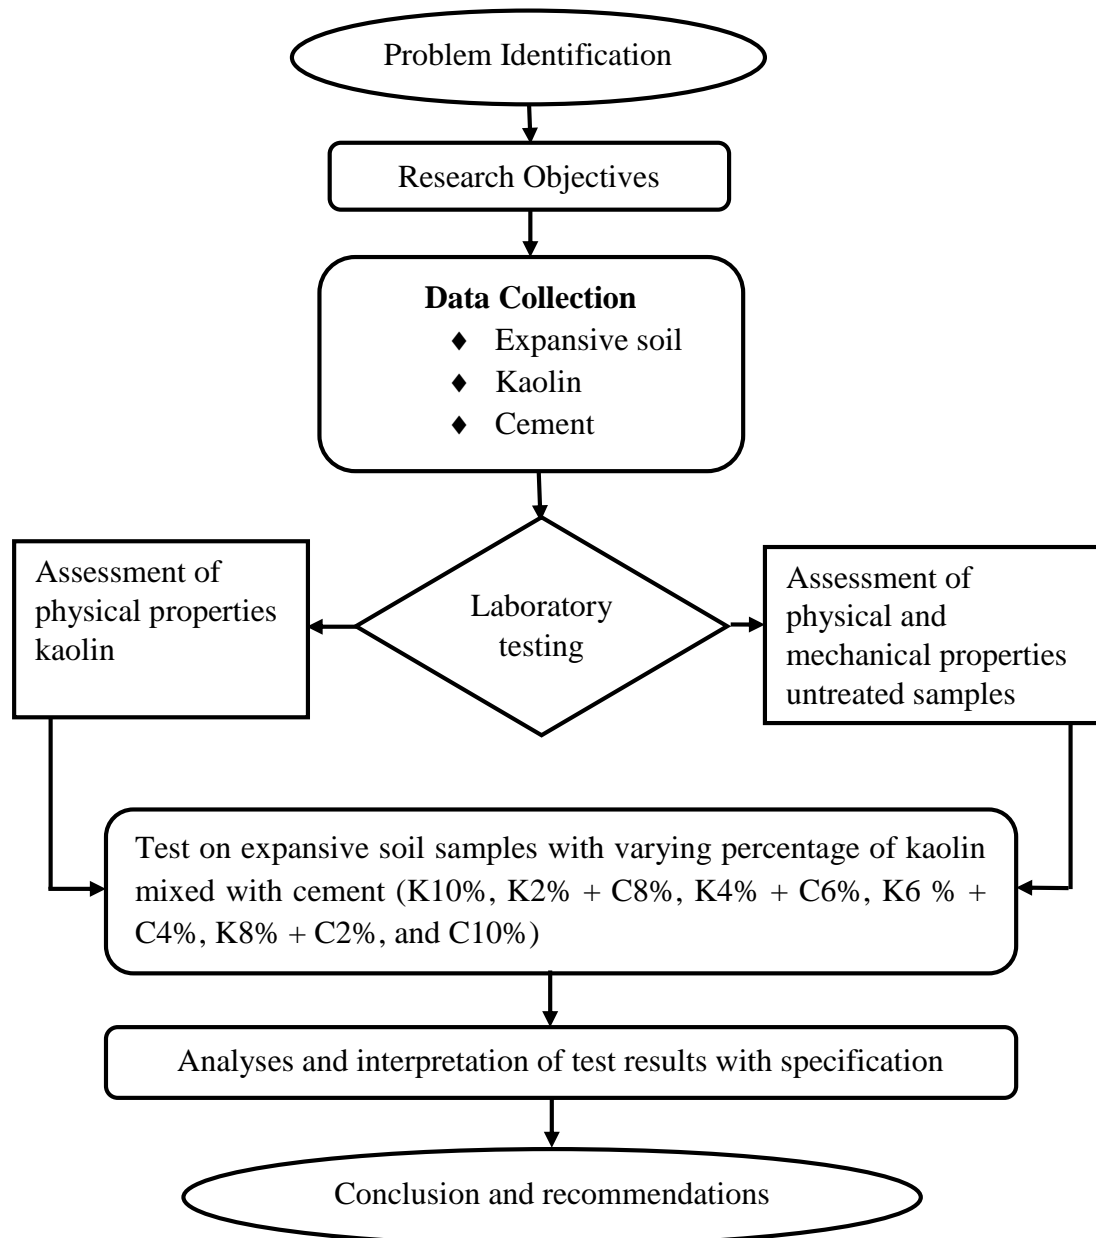 Problem Identification
Research Objectives
Data Collection
♦ Expansive soil
♦ Kaolin
♦ Cement
Laboratory
testing
Assessment of
physical properties
kaolin
Assessment of
physical and
mechanical properties
untreated samples
Test on expansive soil samples with varying percentage of kaolin
mixed with cement (K10%, K2% + C8%, K4% + C6%, K6 % +
C4%, K8% + C2%, and C10%)
Analyses and interpretation of test results with specification
Conclusion and recommendations